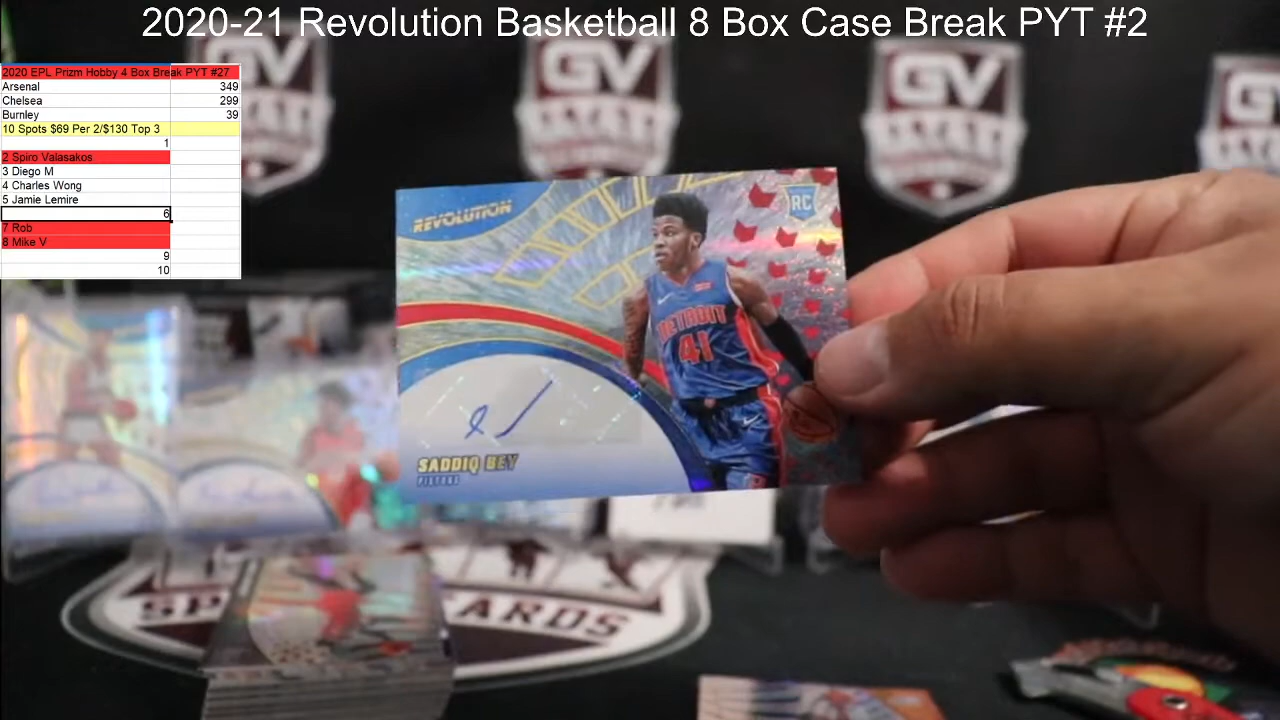 2020-21 Revolution Basketball 8 Box Case Break PYT #2
2020 EPL Prizm Hobby 4 Box Break PYT #27
Arsenal 349
Chelsea 299
Burnley 39
10 Spots $69 Per 2/$130 Top 3
1
2 Spiro Valasakos
3 Diego M
4 Charles Wong
5 Jamie Lemire
6
7 Rob
8 Mike V
9
10
GV
GV
GV
REVOLUTION
RC
DETROIT
41
SADDIQ BEY
PISTONS
CARDS